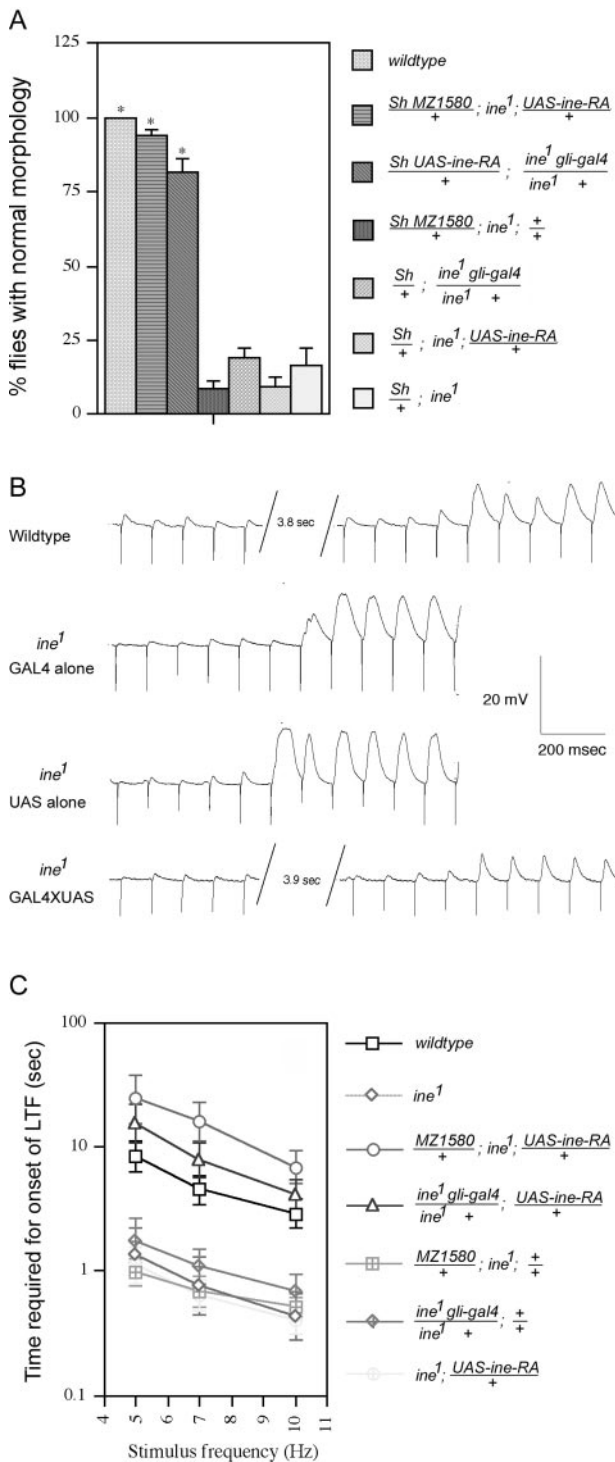 A
% flies with normal morphology
125
100
75
50
25
0
*
*
*
wildtype
Sh MZ1580 / + ; ine1 ; UAS-ine-RA / +
Sh UAS-ine-RA / + ; ine1 gli-gal4 / ine1 +
Sh MZ1580 / + ; ine1 ; + / +
Sh / + ; ine1 gli-gal4 / ine1 +
Sh / + ; ine1 ; UAS-ine-RA / +
Sh / + ; ine1
B
Wildtype
3.8 sec
ine1
GAL4 alone
20 mV
200 msec
ine1
UAS alone
ine1
GAL4XUAS
3.9 sec
C
Time required for onset of LTF (sec)
100
10
1
0.1
4 5 6 7 8 9 10 11
Stimulus frequency (Hz)
wildtype
ine1
MZ1580 / + ; ine1 ; UAS-ine-RA / +
ine1 gli-gal4 / ine1 + ; UAS-ine-RA / +
MZ1580 / + ; ine1 ; + / +
ine1 gli-gal4 / ine1 + ; + / +
ine1 ; UAS-ine-RA / +